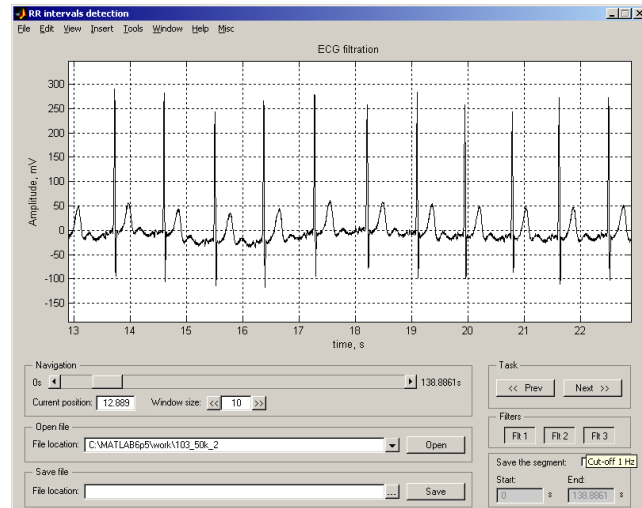 RR intervals detection
File Edit View Insert Tools Window Help Misc
ECG filtration
Amplitude, mV
300
250
200
150
100
50
0
-50
-100
-150
13 14 15 16 17 18 19 20 21 22
time, s
Navigation
0s 138.8861s
Current position: 12.889 Window size: << 10 >>
Task
<< Prev Next >>
Open file
File location: C:\MATLAB6p5\work\103_50k_2 Open
Filters
Flt 1 Flt 2 Flt 3
Save file
File location: ... Save
Save the segment: Cut-off 1 Hz
Start: End:
0 s 138.8861 s